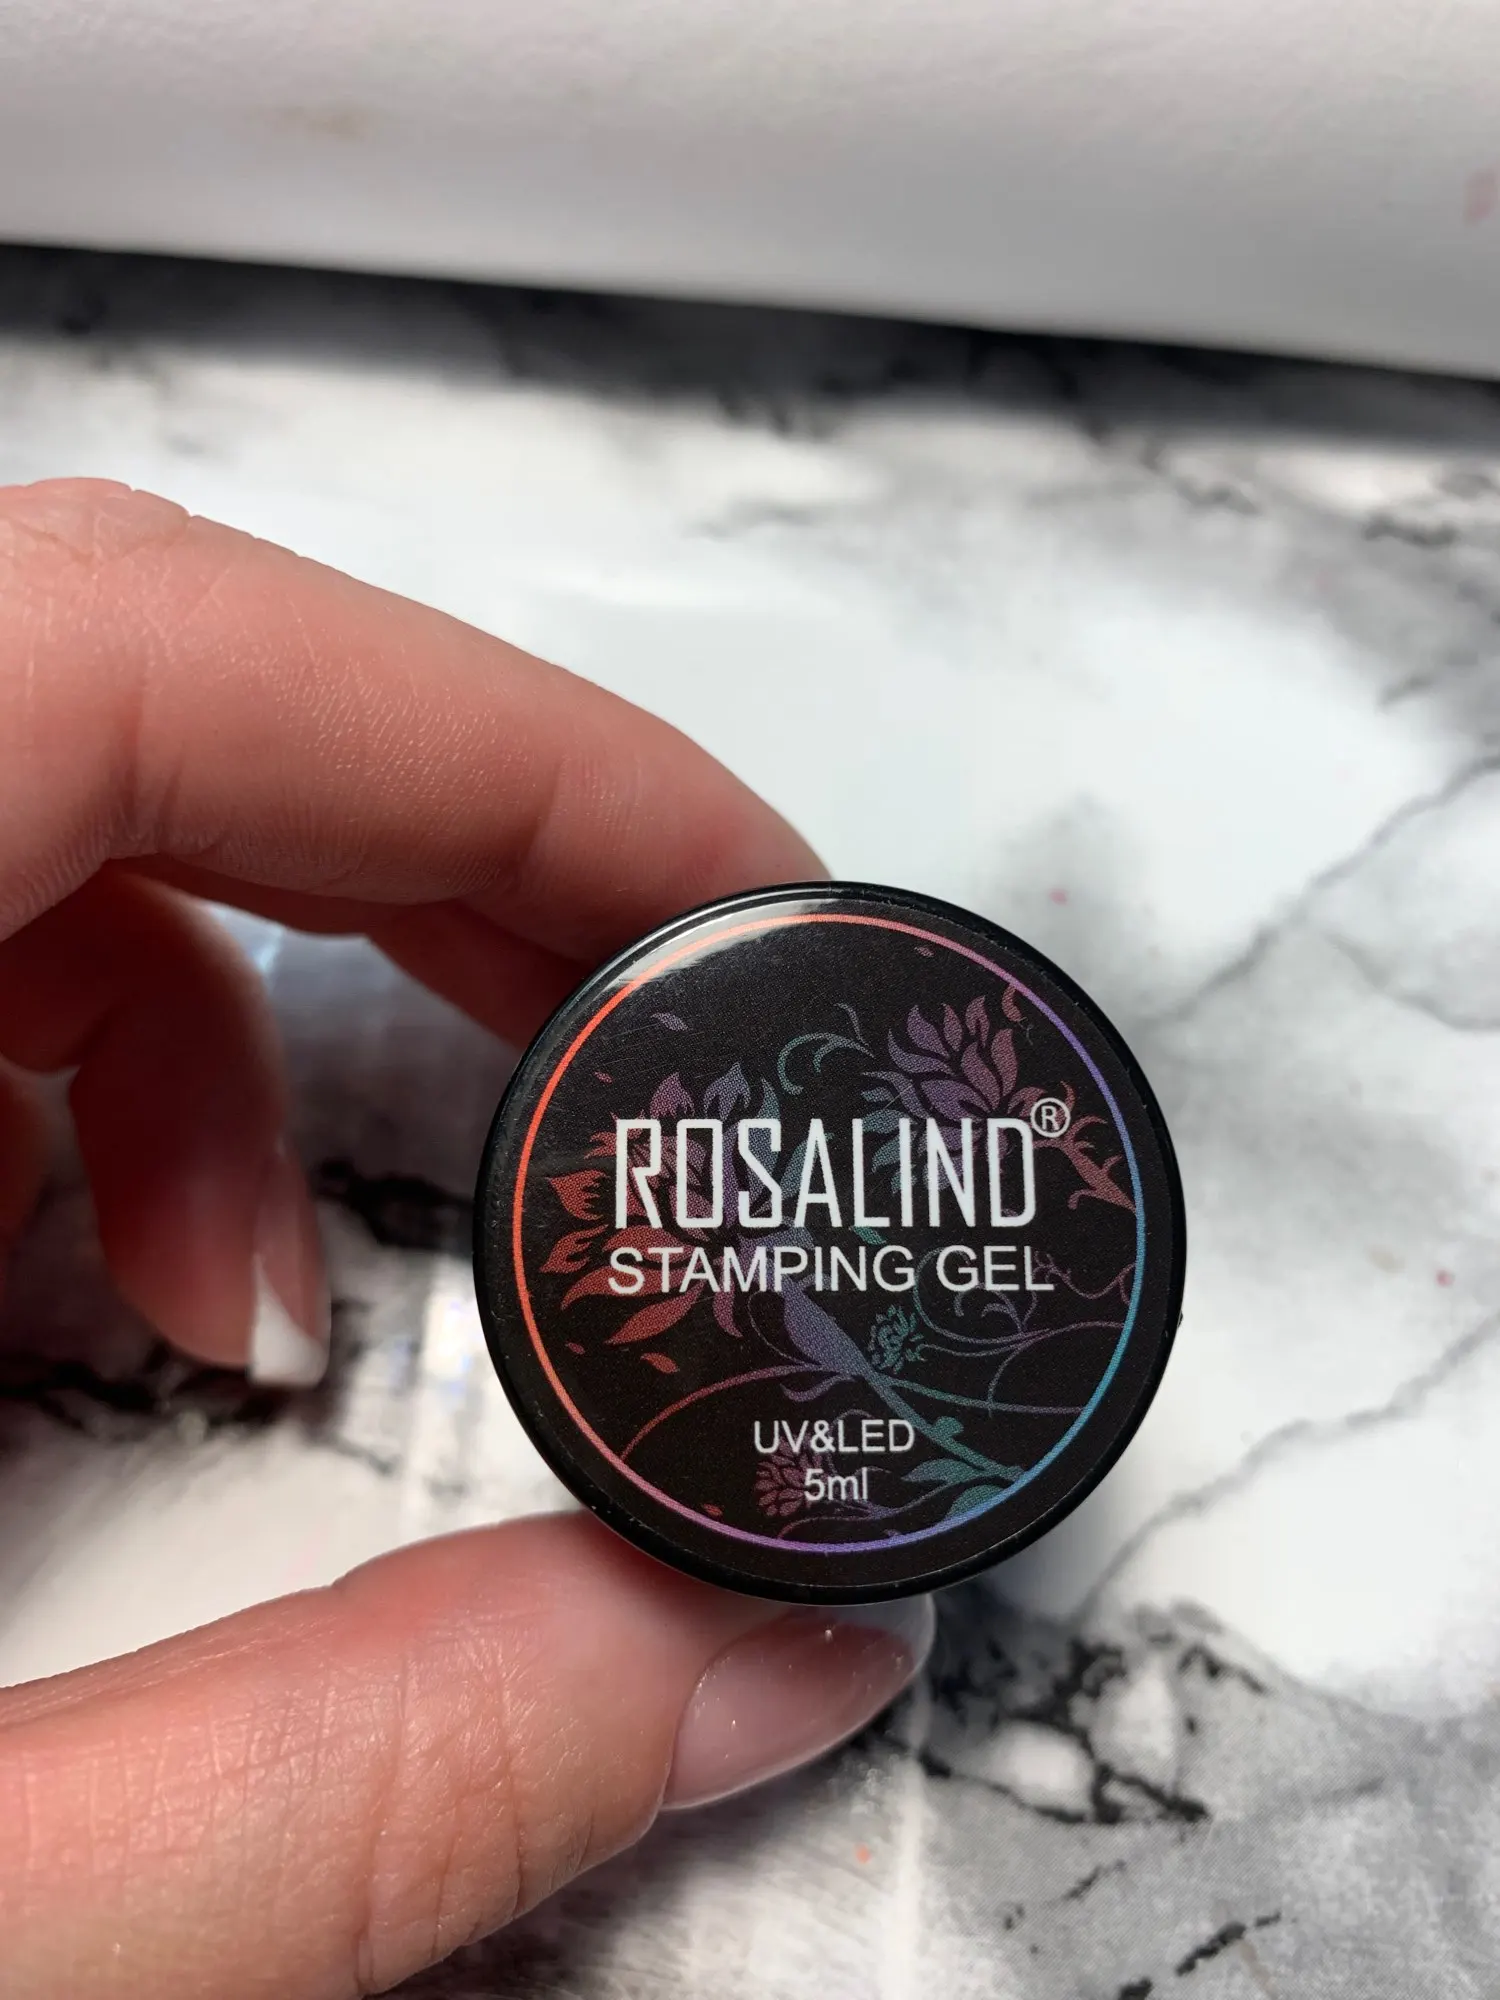 ROSALIND®
STAMPING GEL
UV&LED
5ml